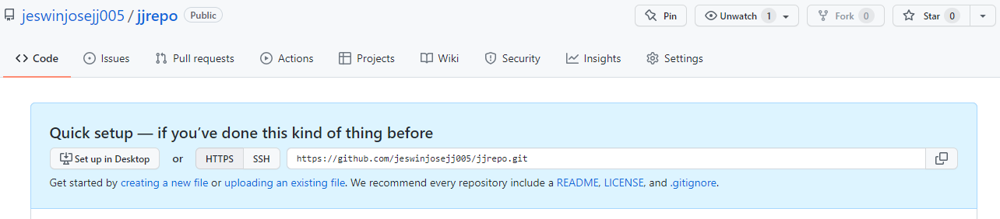 jeswinjosejj005 / jjrepo Public Pin Unwatch 1 Fork 0 Star 0
Code Issues Pull requests Actions Projects Wiki Security Insights Settings
Quick setup — if you’ve done this kind of thing before
Set up in Desktop or HTTPS SSH https://github.com/jeswinjosejj005/jjrepo.git
Get started by creating a new file or uploading an existing file. We recommend every repository include a README, LICENSE, and .gitignore.